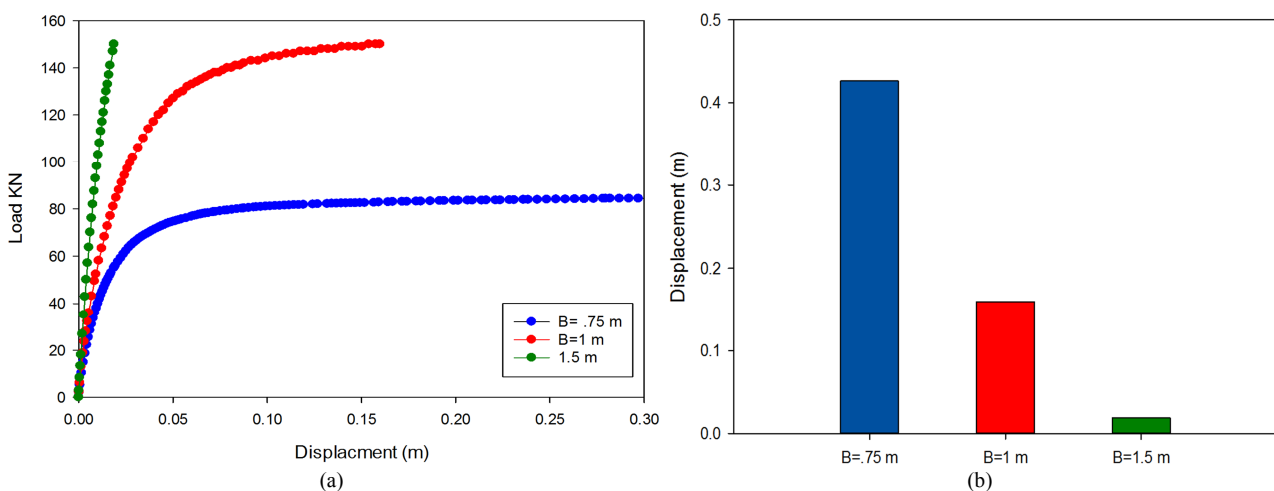 160
140
120
100
80
60
40
20
0
Load KN
0.00
0.05
0.10
0.15
0.20
0.25
0.30
Displacment (m)
B= .75 m
B=1 m
1.5 m
(a)
0.5
0.4
0.3
0.2
0.1
0.0
Displacement (m)
B=.75 m
B=1 m
B=1.5 m
(b)